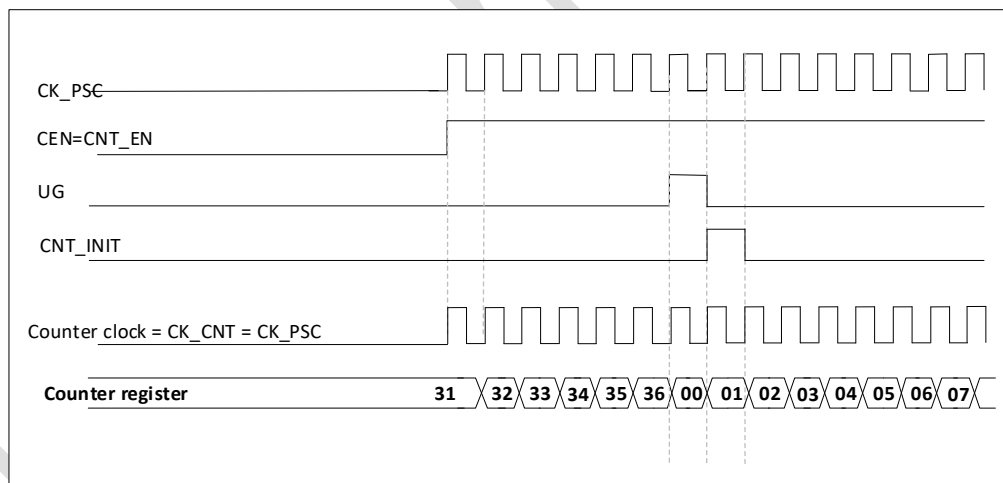 CK_PSC
CEN=CNT_EN
UG
CNT_INIT
Counter clock = CK_CNT = CK_PSC
Counter register 31 32 33 34 35 36 00 01 02 03 04 05 06 07